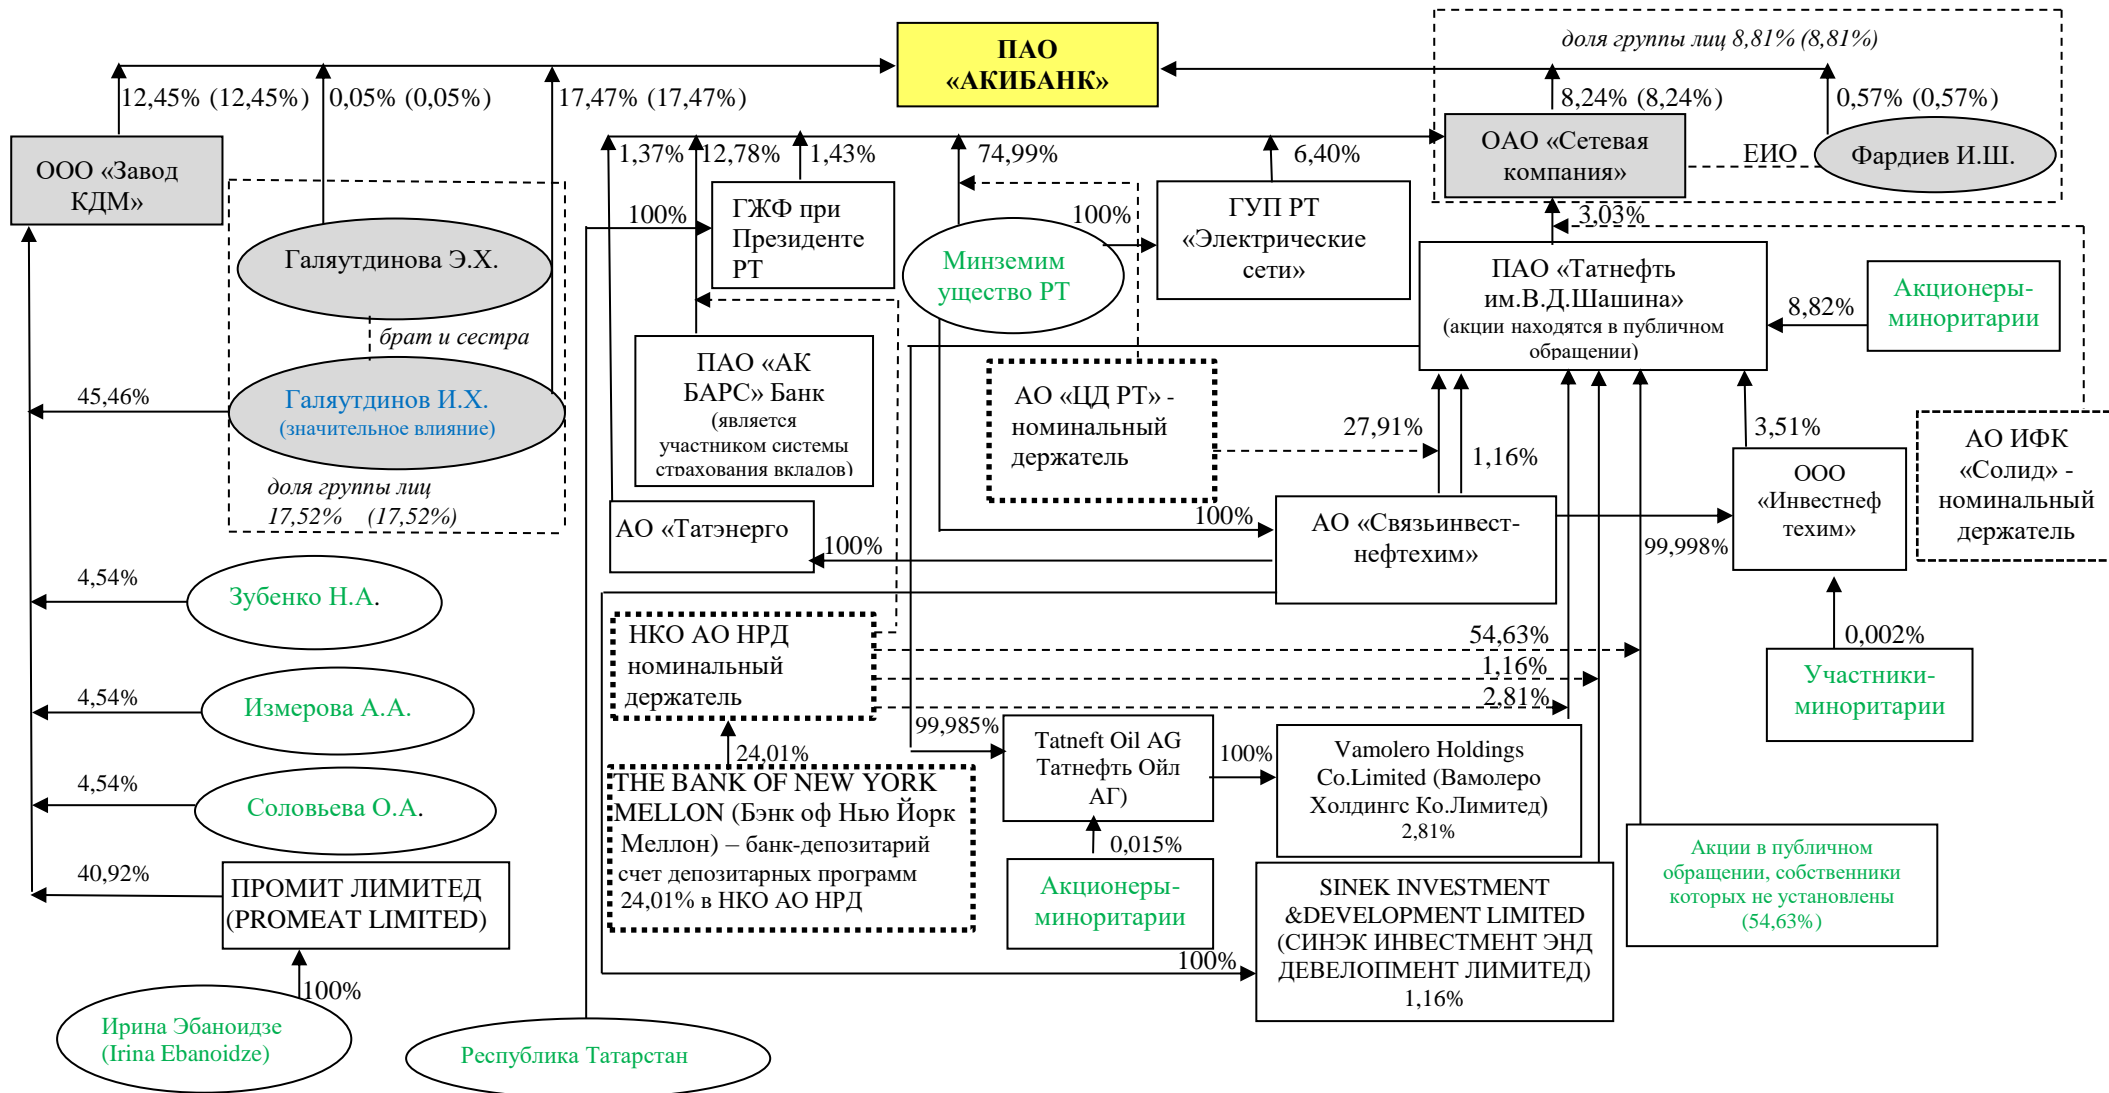 ПАО
«АКИБАНК»
доля группы лиц 8,81% (8,81%)
12,45% (12,45%)
0,05% (0,05%)
17,47% (17,47%)
8,24% (8,24%)
0,57% (0,57%)
ООО «Завод
КДМ»
1,37%
12,78%
1,43%
74,99%
6,40%
ОАО «Сетевая
компания»
ЕИО
Фардиев И.Ш.
Галяутдинова Э.Х.
брат и сестра
Галяутдинов И.Х.
(значительное влияние)
доля группы лиц
17,52% (17,52%)
45,46%
100%
ГЖФ при
Президенте
РТ
Минземим
ущество РТ
100%
ГУП РТ
«Электрические
сети»
3,03%
ПАО «Татнефть
им.В.Д.Шашина»
(акции находятся в публичном
обращении)
8,82%
Акционеры-
миноритарии
ПАО «АК
БАРС» Банк
(является
участником системы
страхования вкладов)
АО «ЦД РТ» -
номинальный
держатель
27,91%
1,16%
3,51%
АО ИФК
«Солид» -
номинальный
держатель
АО «Татэнерго
100%
100%
АО «Связьинвест-
нефтехим»
99,998%
ООО
«Инвестнеф
техим»
0,002%
Участники-
миноритарии
4,54%
Зубенко Н.А.
4,54%
Измерова А.А.
4,54%
Соловьева О.А.
40,92%
ПРОМИТ ЛИМИТЕД
(PROMEAT LIMITED)
100%
Ирина Эбаноидзе
(Irina Ebanoidze)
НКО АО НРД
номинальный
держатель
54,63%
1,16%
2,81%
24,01%
THE BANK OF NEW YORK
MELLON (Бэнк оф Нью Йорк
Меллон) – банк-депозитарий
счет депозитарных программ
24,01% в НКО АО НРД
99,985%
Tatneft Oil AG
Татнефть Ойл
АГ)
100%
Vamolero Holdings
Co.Limited (Вамолеро
Холдингс Ко.Лимитед)
2,81%
0,015%
Акционеры-
миноритарии
SINEK INVESTMENT
&DEVELOPMENT LIMITED
(СИНЭК ИНВЕСТМЕНТ ЭНД
ДЕВЕЛОПМЕНТ ЛИМИТЕД)
1,16%
100%
Акции в публичном
обращении, собственники
которых не установлены
(54,63%)
Республика Татарстан